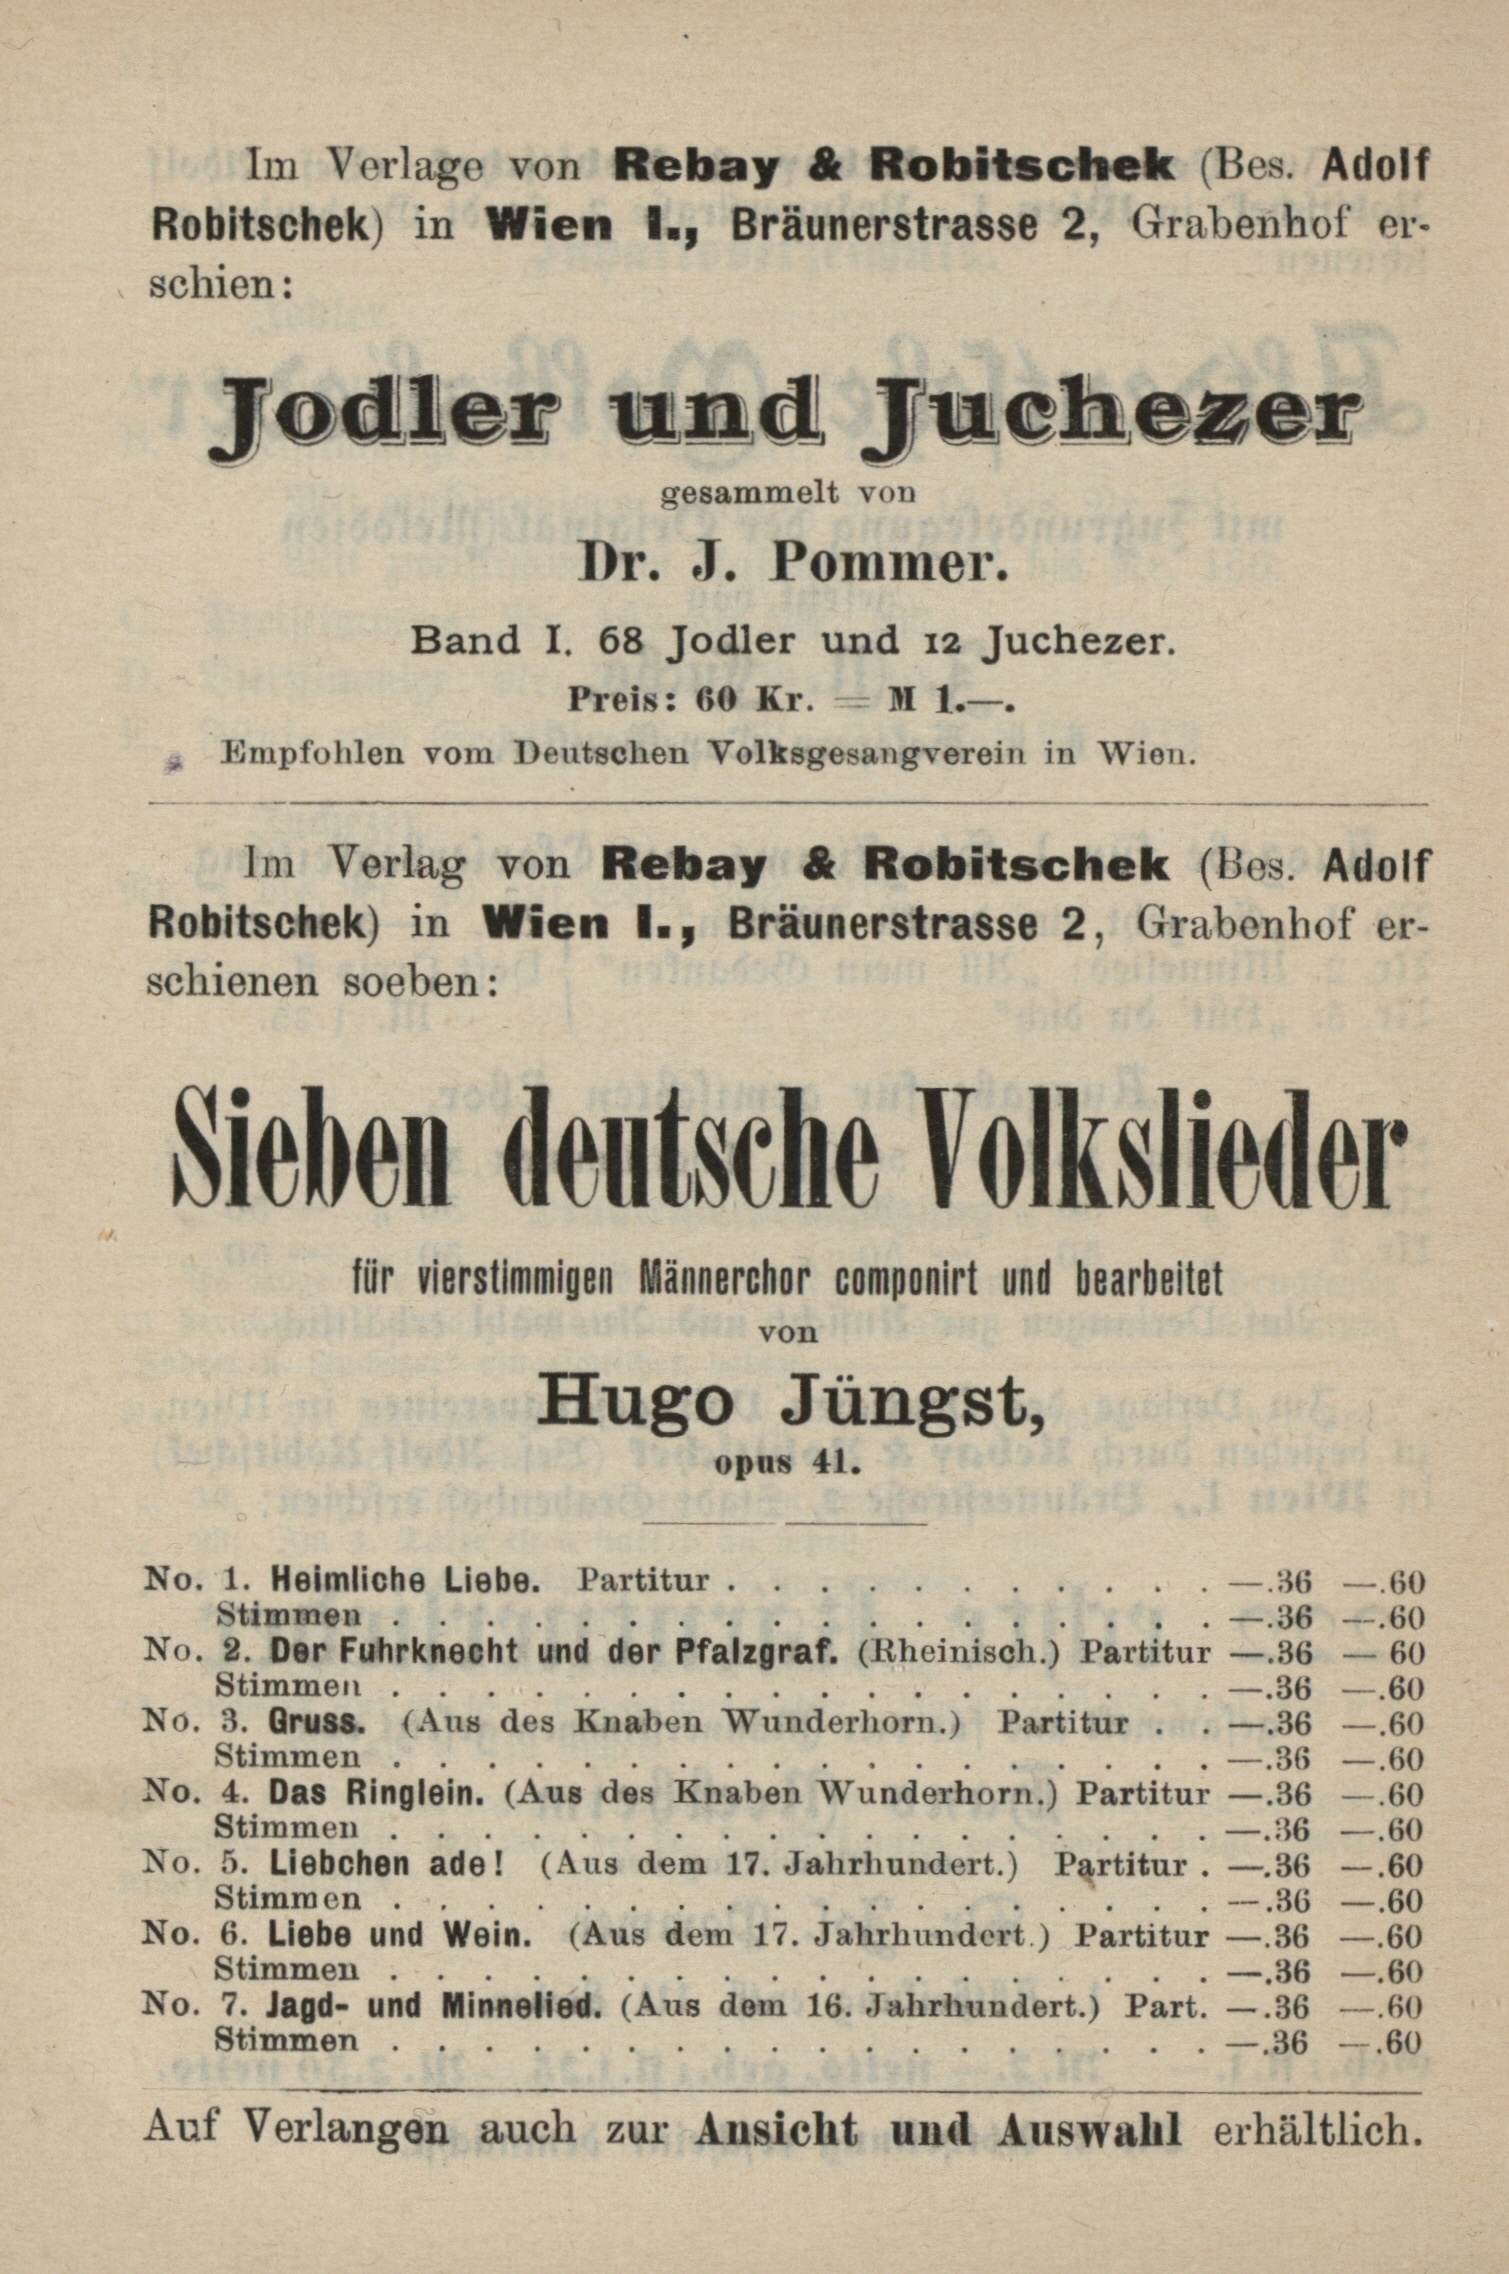 Im Verlage von Rebay & Robitschek (Bes. Adolf
Robitschek) in Wien I., Bräunerstrasse 2, Grabenhof er-
schien:
Jodler und Juchezer
gesammelt von
Dr. J. Pommer.
Band I. 68 Jodler und 12 Juchezer.
Preis: 60 Kr. = M 1.—.
Empfohlen vom Deutschen Volksgesangverein in Wien.
Im Verlag von Rebay & Robitschek (Bes. Adolf
Robitschek) in Wien I., Bräunerstrasse 2, Grabenhof er-
schienen soeben:
Sieben deutsche Volkslieder
für vierstimmigen Männerchor componirt und bearbeitet
von
Hugo Jüngst,
opus 41.
No. 1. Heimliche Liebe. Partitur . . . . . . . . . . . —.36 —.60
Stimmen . . . . . . . . . . . . . . . . . . —.36 —.60
No. 2. Der Fuhrknecht und der Pfalzgraf. (Rheinisch.) Partitur —.36 — 60
Stimmen . . . . . . . . . . . . . . . . . . —.36 —.60
No. 3. Gruss. (Aus des Knaben Wunderhorn.) Partitur . . —.36 —.60
Stimmen . . . . . . . . . . . . . . . . . . —.36 —.60
No. 4. Das Ringlein. (Aus des Knaben Wunderhorn.) Partitur —.36 —.60
Stimmen . . . . . . . . . . . . . . . . . . —.36 —.60
No. 5. Liebchen ade! (Aus dem 17. Jahrhundert.) Partitur . —.36 —.60
Stimmen . . . . . . . . . . . . . . . . . . —.36 —.60
No. 6. Liebe und Wein. (Aus dem 17. Jahrhundert.) Partitur —.36 —.60
Stimmen . . . . . . . . . . . . . . . . . . —.36 —.60
No. 7. Jagd- und Minnelied. (Aus dem 16. Jahrhundert.) Part. —.36 —.60
Stimmen . . . . . . . . . . . . . . . . . . —.36 —.60
Auf Verlangen auch zur Ansicht und Auswahl erhältlich.